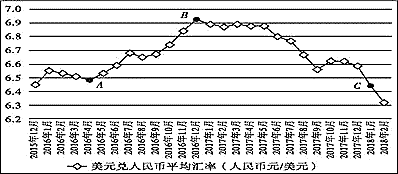 7.0
6.9
6.8
6.7
6.6
6.5
6.4
6.3
6.2
B
A
C
2015年12月
2016年1月
2016年2月
2016年3月
2016年4月
2016年5月
2016年6月
2016年7月
2016年8月
2016年9月
2016年10月
2016年11月
2016年12月
2017年1月
2017年2月
2017年3月
2017年4月
2017年5月
2017年6月
2017年7月
2017年8月
2017年9月
2017年10月
2017年11月
2017年12月
2018年1月
2018年2月
美元兑人民币平均汇率（人民币元/美元）